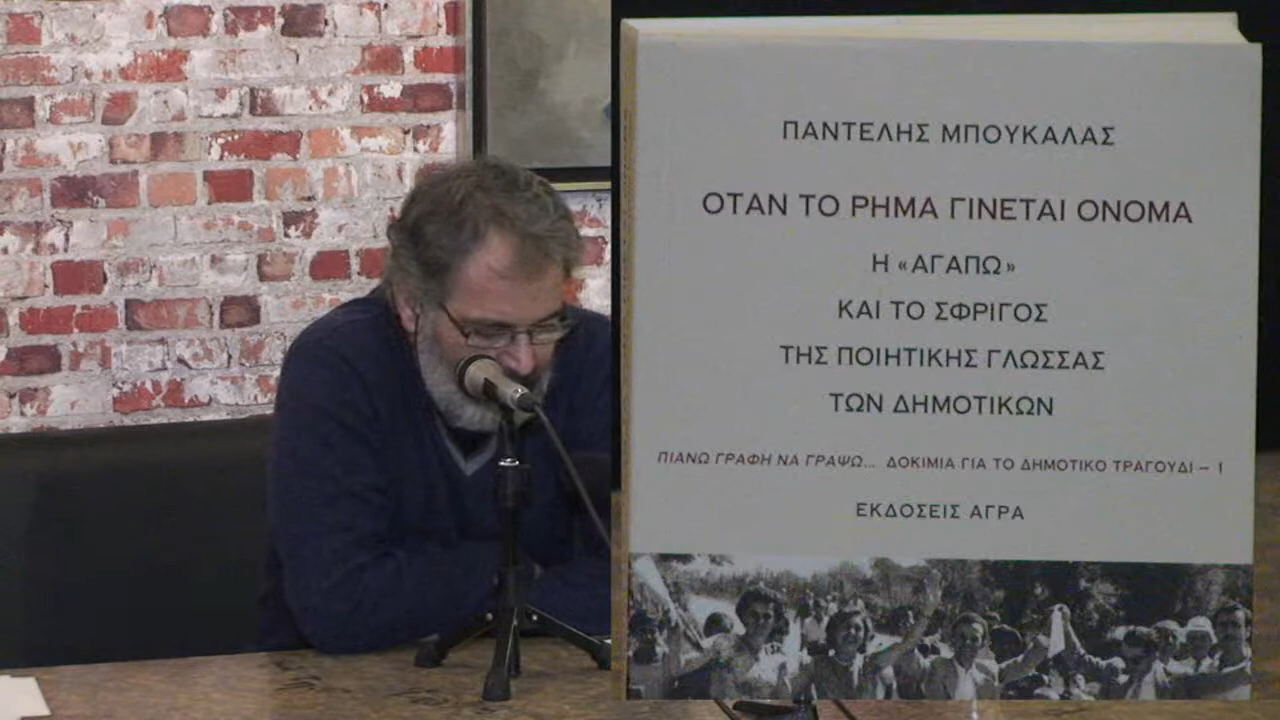 ΠΑΝΤΕΛΗΣ ΜΠΟΥΚΑΛΑΣ
ΟΤΑΝ ΤΟ ΡΗΜΑ ΓΙΝΕΤΑΙ ΟΝΟΜΑ
Η «ΑΓΑΠΩ»
ΚΑΙ ΤΟ ΣΦΡΙΓΟΣ
ΤΗΣ ΠΟΙΗΤΙΚΗΣ ΓΛΩΣΣΑΣ
ΤΩΝ ΔΗΜΟΤΙΚΩΝ
ΠΙΑΝΩ ΓΡΑΦΗ ΝΑ ΓΡΑΨΩ... ΔΟΚΙΜΙΑ ΓΙΑ ΤΟ ΔΗΜΟΤΙΚΟ ΤΡΑΓΟΥΔΙ – 1
ΕΚΔΟΣΕΙΣ ΑΓΡΑ